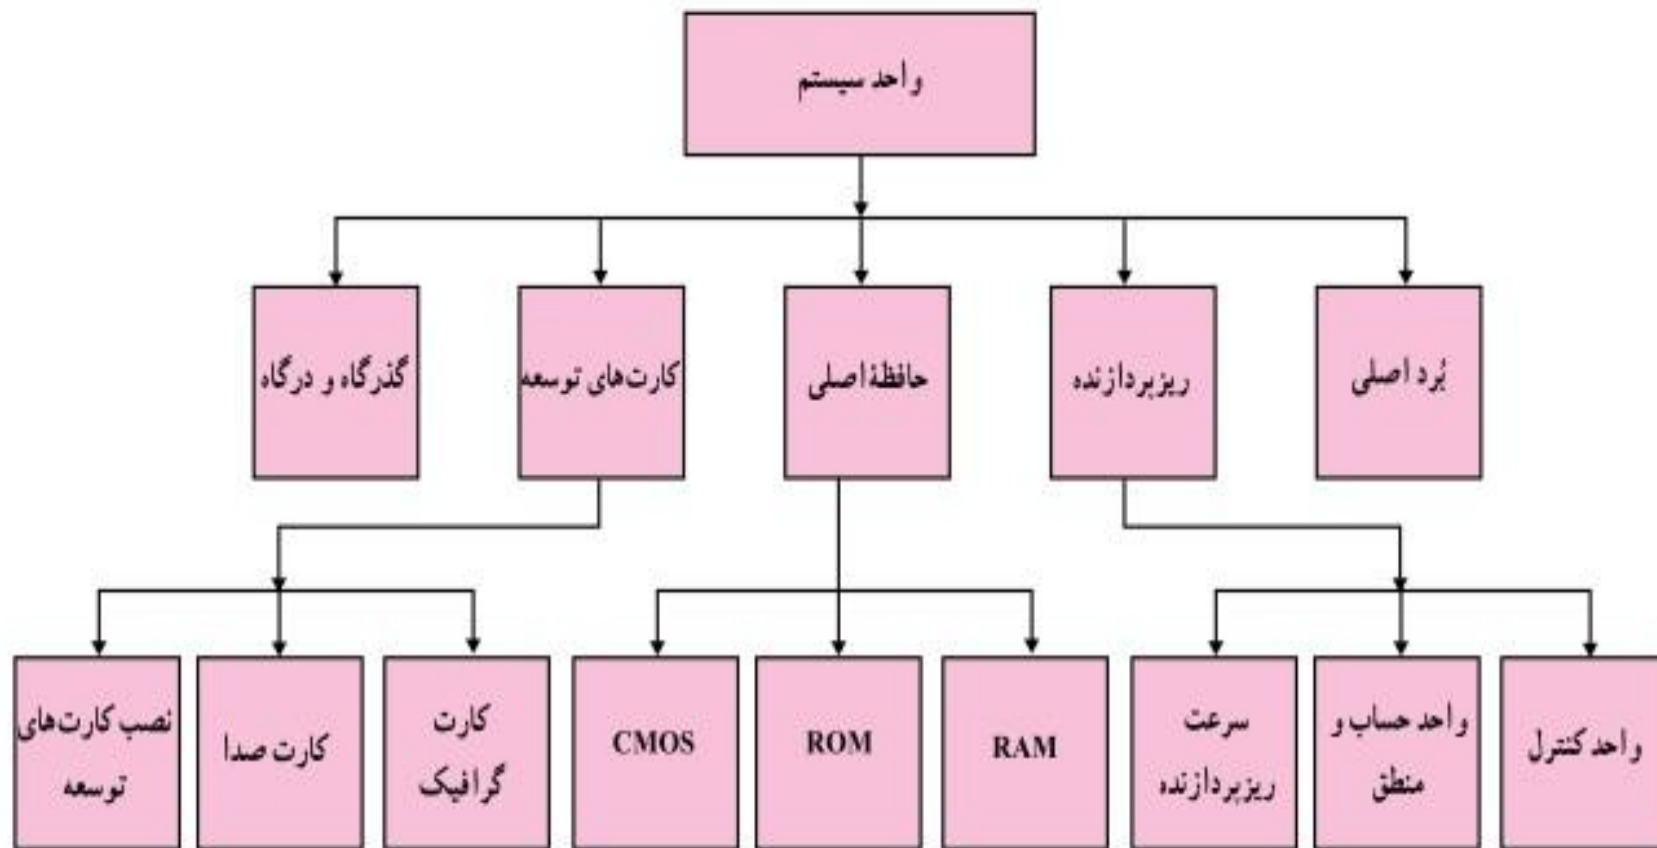 واحد سیستم
بُرد اصلی
ریزپردازنده
حافظهٔ اصلی
کارت‌های توسعه
گذرگاه و درگاه
واحد کنترل
واحد حساب و
منطق
سرعت
ریزپردازنده
RAM
ROM
CMOS
کارت
گرافیک
کارت صدا
نصب کارت‌های
توسعه